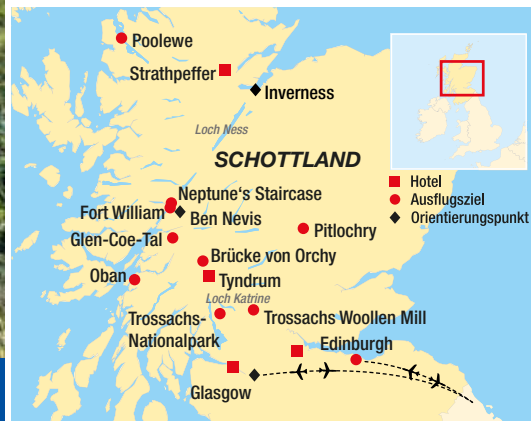 Poolewe
Strathpeffer
Inverness
Loch Ness
SCHOTTLAND
Hotel
Ausflugsziel
Orientierungspunkt
Neptune‘s Staircase
Fort William
Ben Nevis
Glen-Coe-Tal
Pitlochry
Brücke von Orchy
Oban
Tyndrum
Loch Katrine
Trossachs-
Nationalpark
Trossachs Woollen Mill
Edinburgh
Glasgow